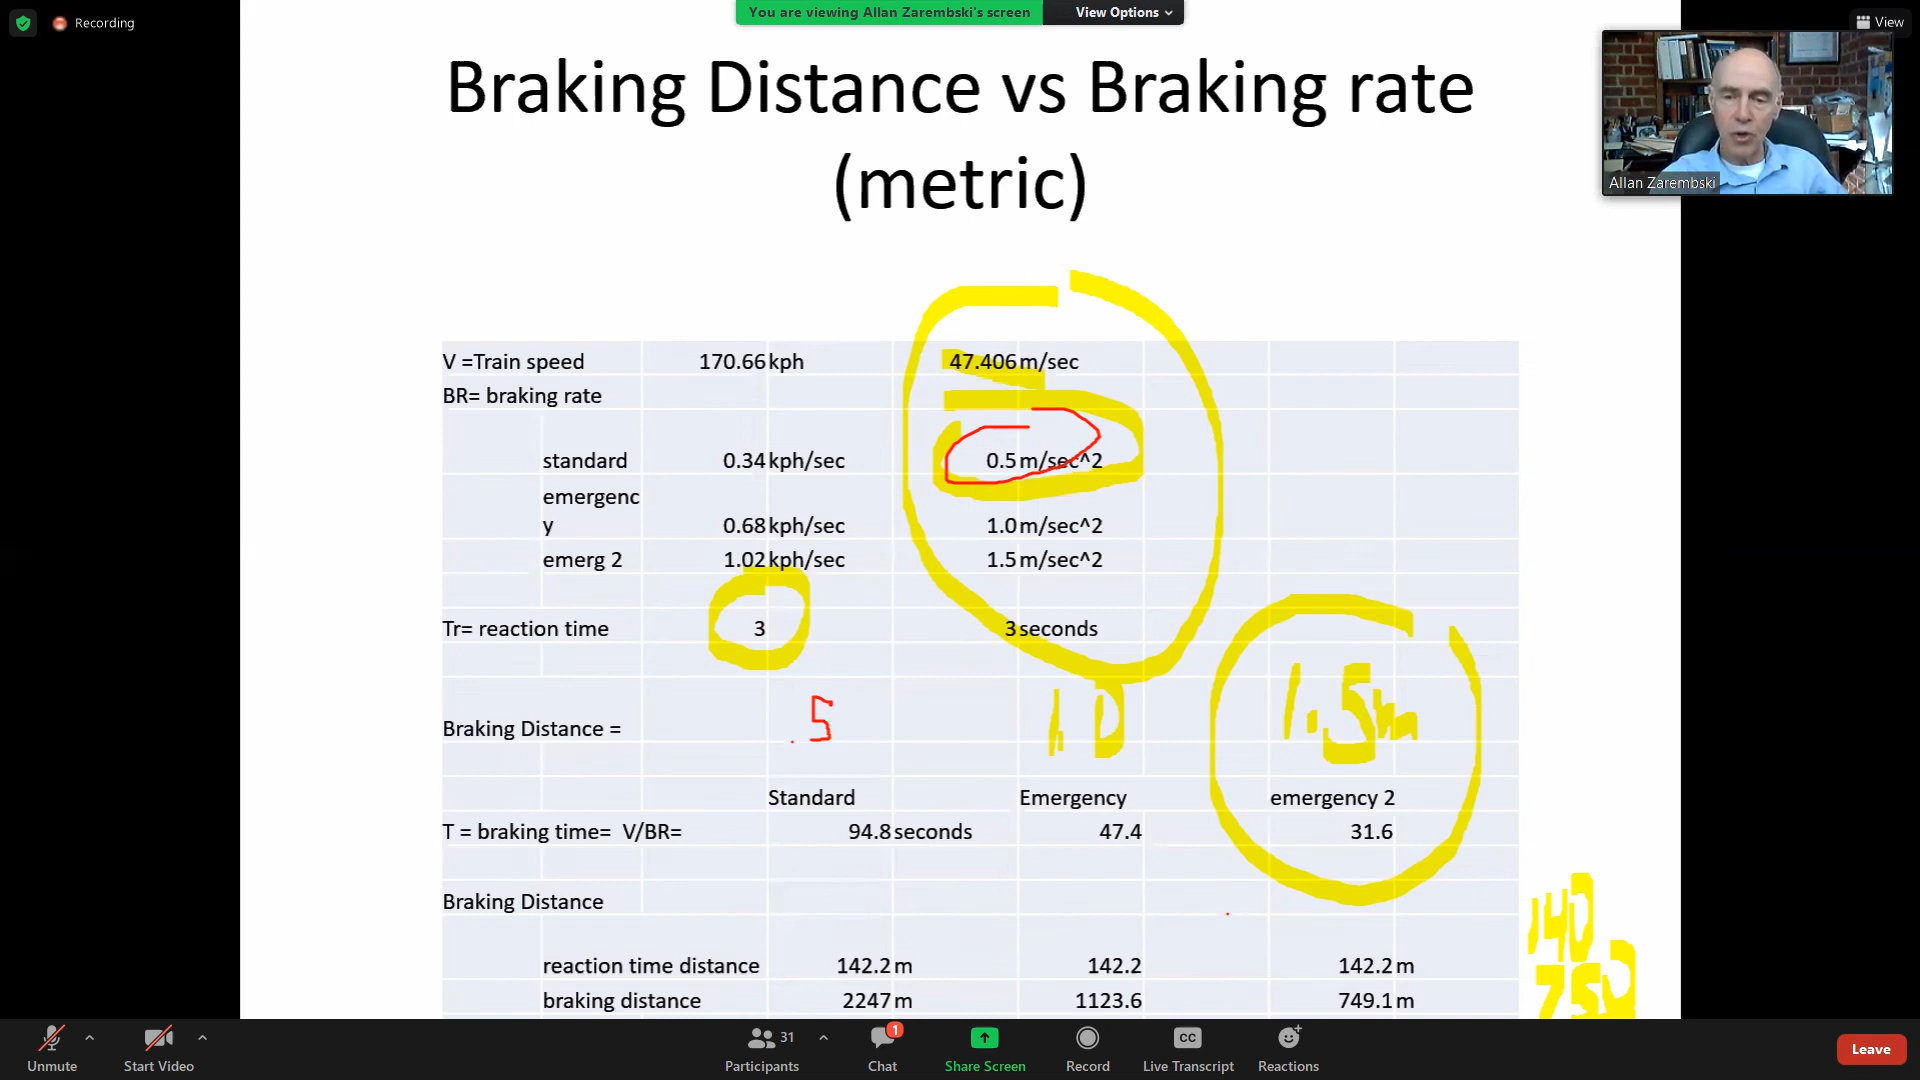 Recording
You are viewing Allan Zarembski's screen View Options
View
Braking Distance vs Braking rate
(metric)
Allan Zarembski
V =Train speed 170.66 kph 47.406 m/sec
BR= braking rate
standard 0.34 kph/sec 0.5 m/sec^2
emergenc
y 0.68 kph/sec 1.0 m/sec^2
emerg 2 1.02 kph/sec 1.5 m/sec^2
Tr= reaction time 3 3 seconds
Braking Distance = .5 1.0 1.5m
Standard Emergency emergency 2
T = braking time= V/BR= 94.8 seconds 47.4 31.6
Braking Distance
140
reaction time distance 142.2 m 142.2 142.2 m
braking distance 2247 m 1123.6 749.1 m
750
31 1 CC
Unmute Start Video Participants Chat Share Screen Record Live Transcript Reactions Leave